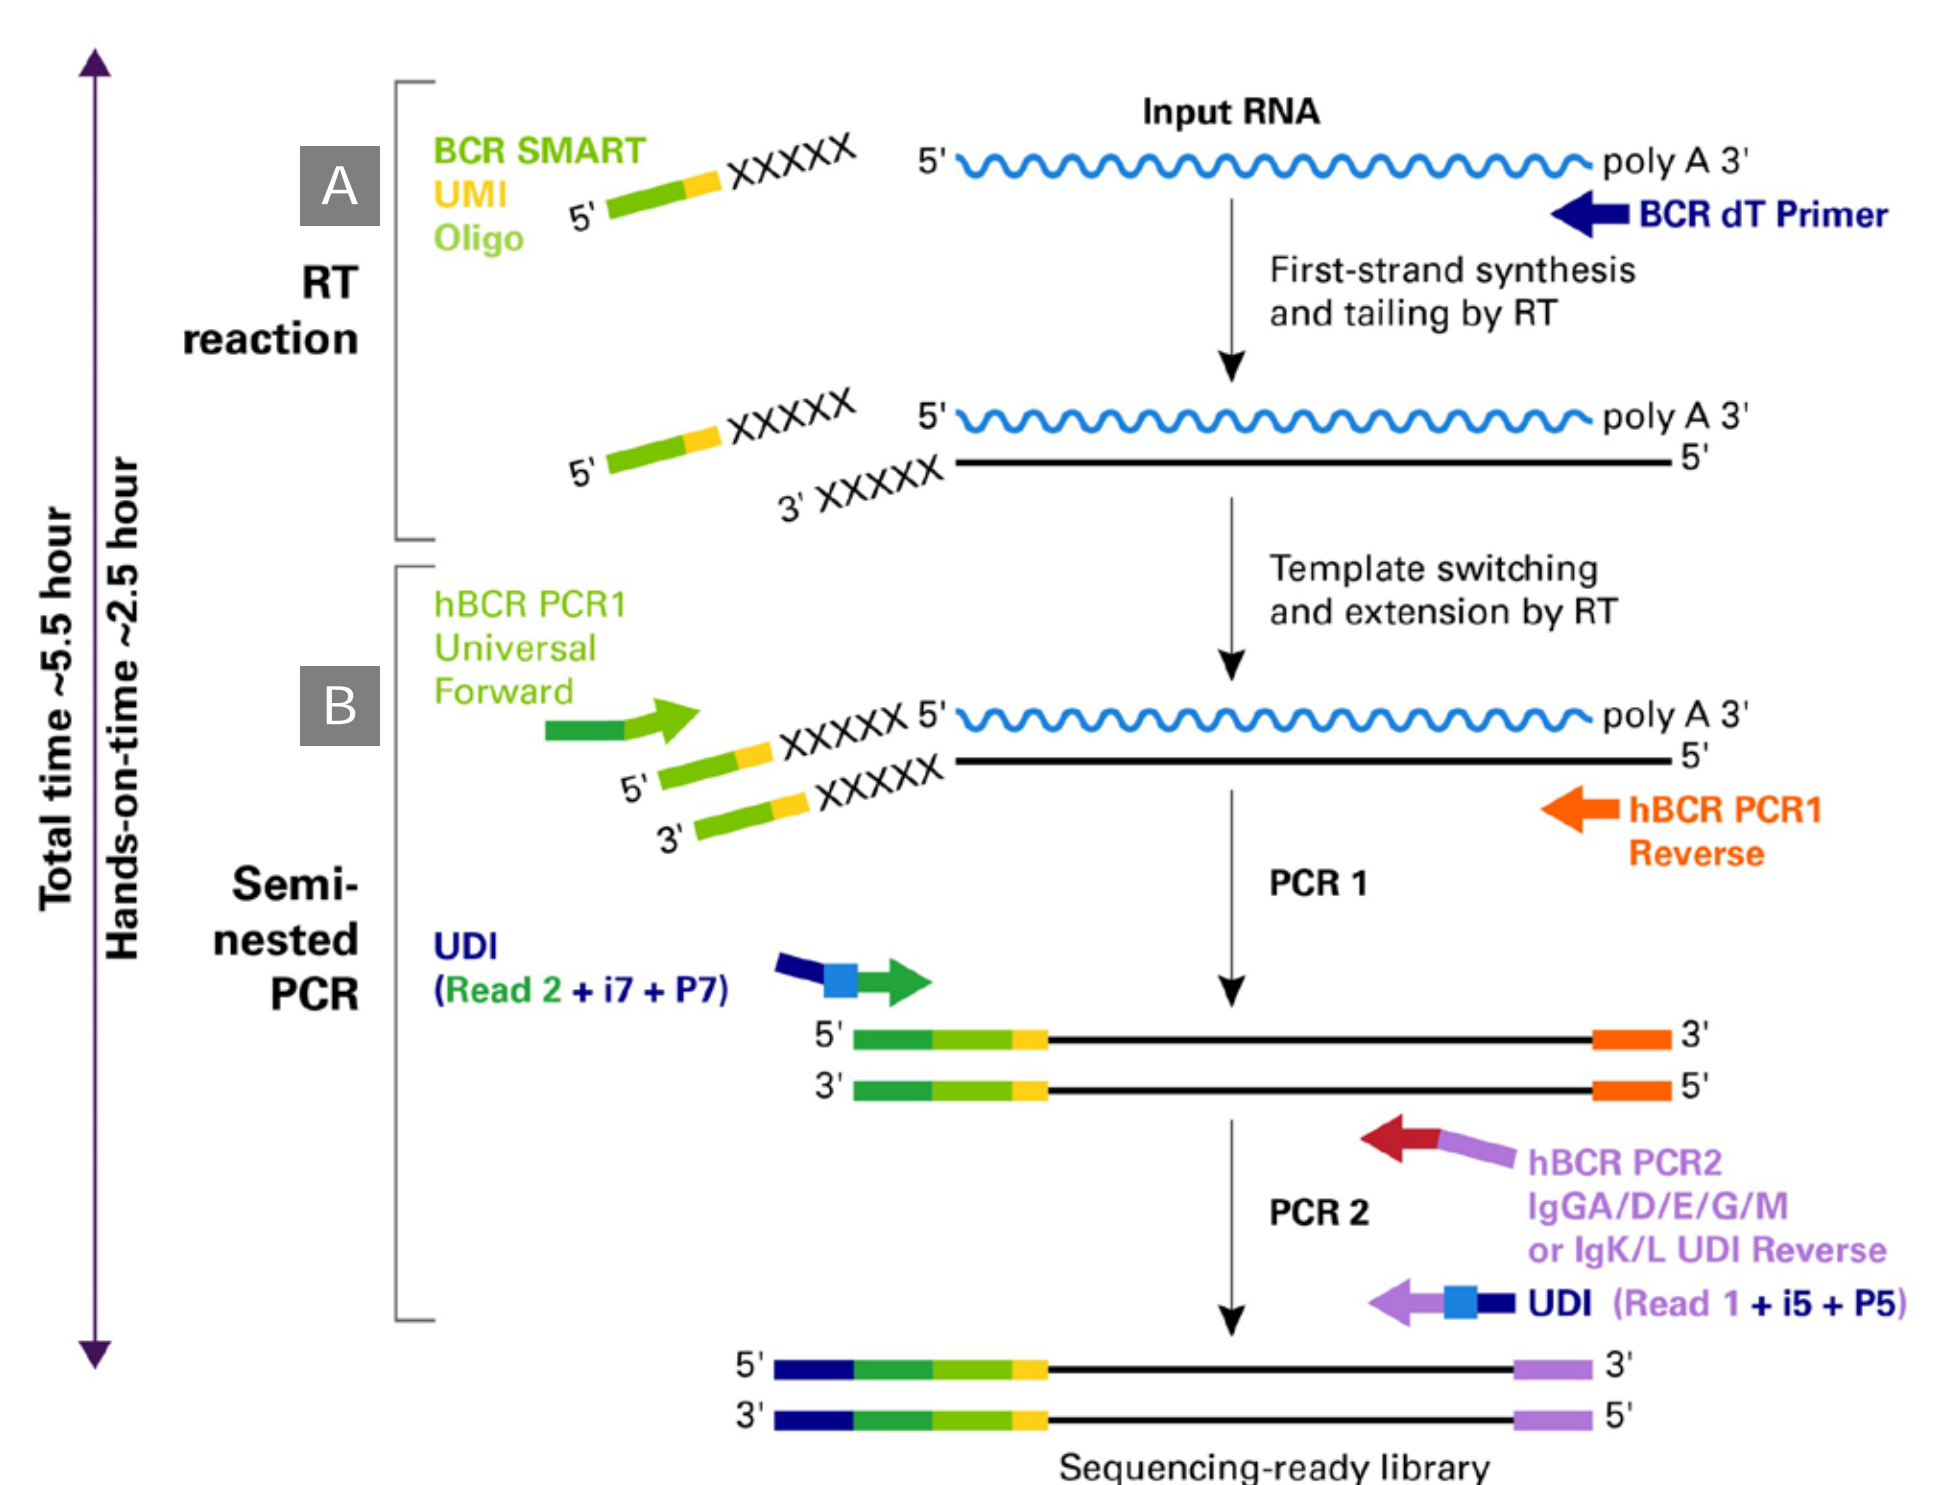 Total time ~5.5 hour
Hands-on-time ~2.5 hour
A
RT
reaction
BCR SMART
UMI
Oligo
5' XXXXX
Input RNA
5' poly A 3'
BCR dT Primer
First-strand synthesis
and tailing by RT
5' XXXXX
5' poly A 3'
3' XXXXX 5'
Template switching
and extension by RT
B
Semi-
nested
PCR
hBCR PCR1
Universal
Forward
5' XXXXX 5' poly A 3'
3' XXXXX 5'
hBCR PCR1
Reverse
PCR 1
UDI
(Read 2 + i7 + P7)
5' 3'
3' 5'
hBCR PCR2
IgGA/D/E/G/M
or IgK/L UDI Reverse
PCR 2
UDI (Read 1 + i5 + P5)
5' 3'
3' 5'
Sequencing-ready library